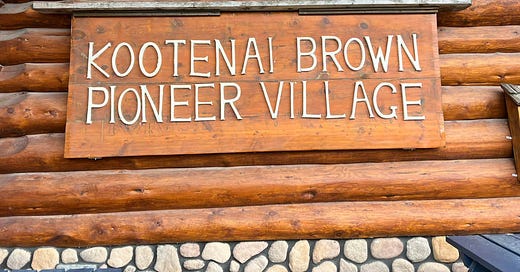 KOOTENAI BROWN
PIONEER VILLAGE